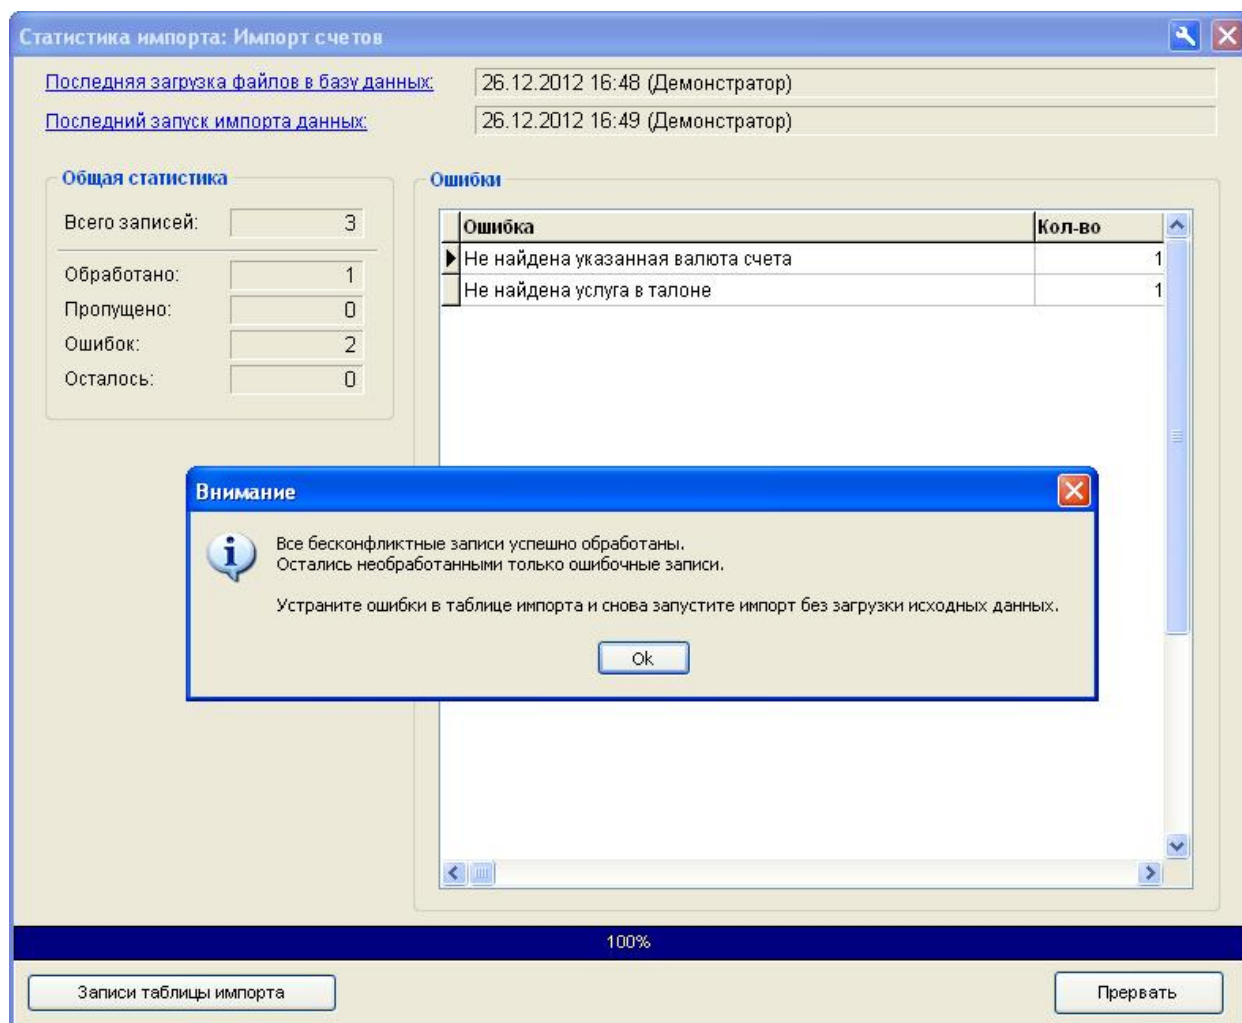 Статистика импорта: Импорт счетов
Последняя загрузка файлов в базу данных: 26.12.2012 16:48 (Демонстратор)
Последний запуск импорта данных: 26.12.2012 16:49 (Демонстратор)
Общая статистика
Всего записей: 3
Обработано: 1
Пропущено: 0
Ошибок: 2
Осталось: 0
Ошибки
Ошибка Кол-во
Не найдена указанная валюта счета 1
Не найдена услуга в талоне 1
Внимание
Все бесконфликтные записи успешно обработаны.
Остались необработанными только ошибочные записи.
Устраните ошибки в таблице импорта и снова запустите импорт без загрузки исходных данных.
Ok
100%
Записи таблицы импорта Прервать